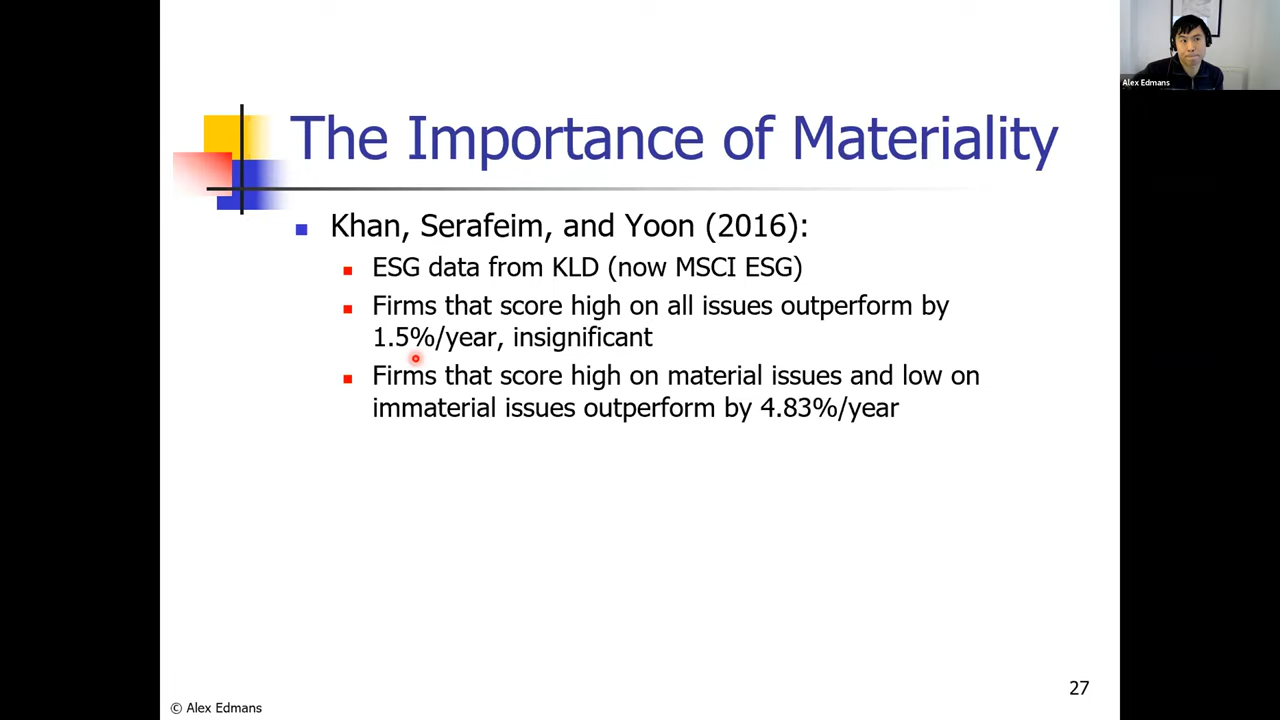 Alex Edmans
The Importance of Materiality
Khan, Serafeim, and Yoon (2016):
ESG data from KLD (now MSCI ESG)
Firms that score high on all issues outperform by
1.5%/year, insignificant
Firms that score high on material issues and low on
immaterial issues outperform by 4.83%/year
27
© Alex Edmans